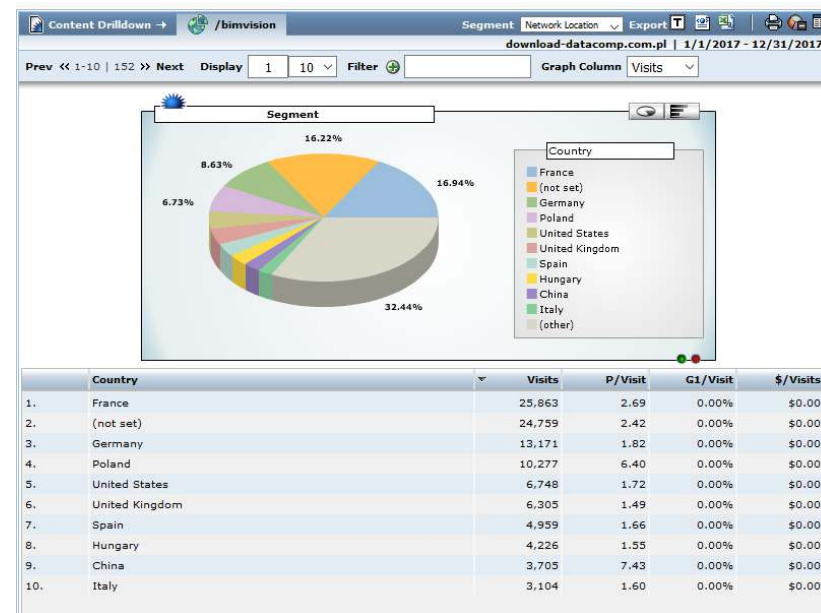 Content Drilldown → /bimvision Segment Network Location Export T
download-datacomp.com.pl | 1/1/2017 - 12/31/2017
Prev << 1-10 | 152 >> Next Display 1 10 Filter Graph Column Visits
Segment
16.22%
8.63%
16.94%
6.73%
32.44%
Country
France
(not set)
Germany
Poland
United States
United Kingdom
Spain
Hungary
China
Italy
(other)
Country Visits P/Visit G1/Visit $/Visits
1. France 25,863 2.69 0.00% $0.00
2. (not set) 24,759 2.42 0.00% $0.00
3. Germany 13,171 1.82 0.00% $0.00
4. Poland 10,277 6.40 0.00% $0.00
5. United States 6,748 1.72 0.00% $0.00
6. United Kingdom 6,305 1.49 0.00% $0.00
7. Spain 4,959 1.66 0.00% $0.00
8. Hungary 4,226 1.55 0.00% $0.00
9. China 3,705 7.43 0.00% $0.00
10. Italy 3,104 1.60 0.00% $0.00